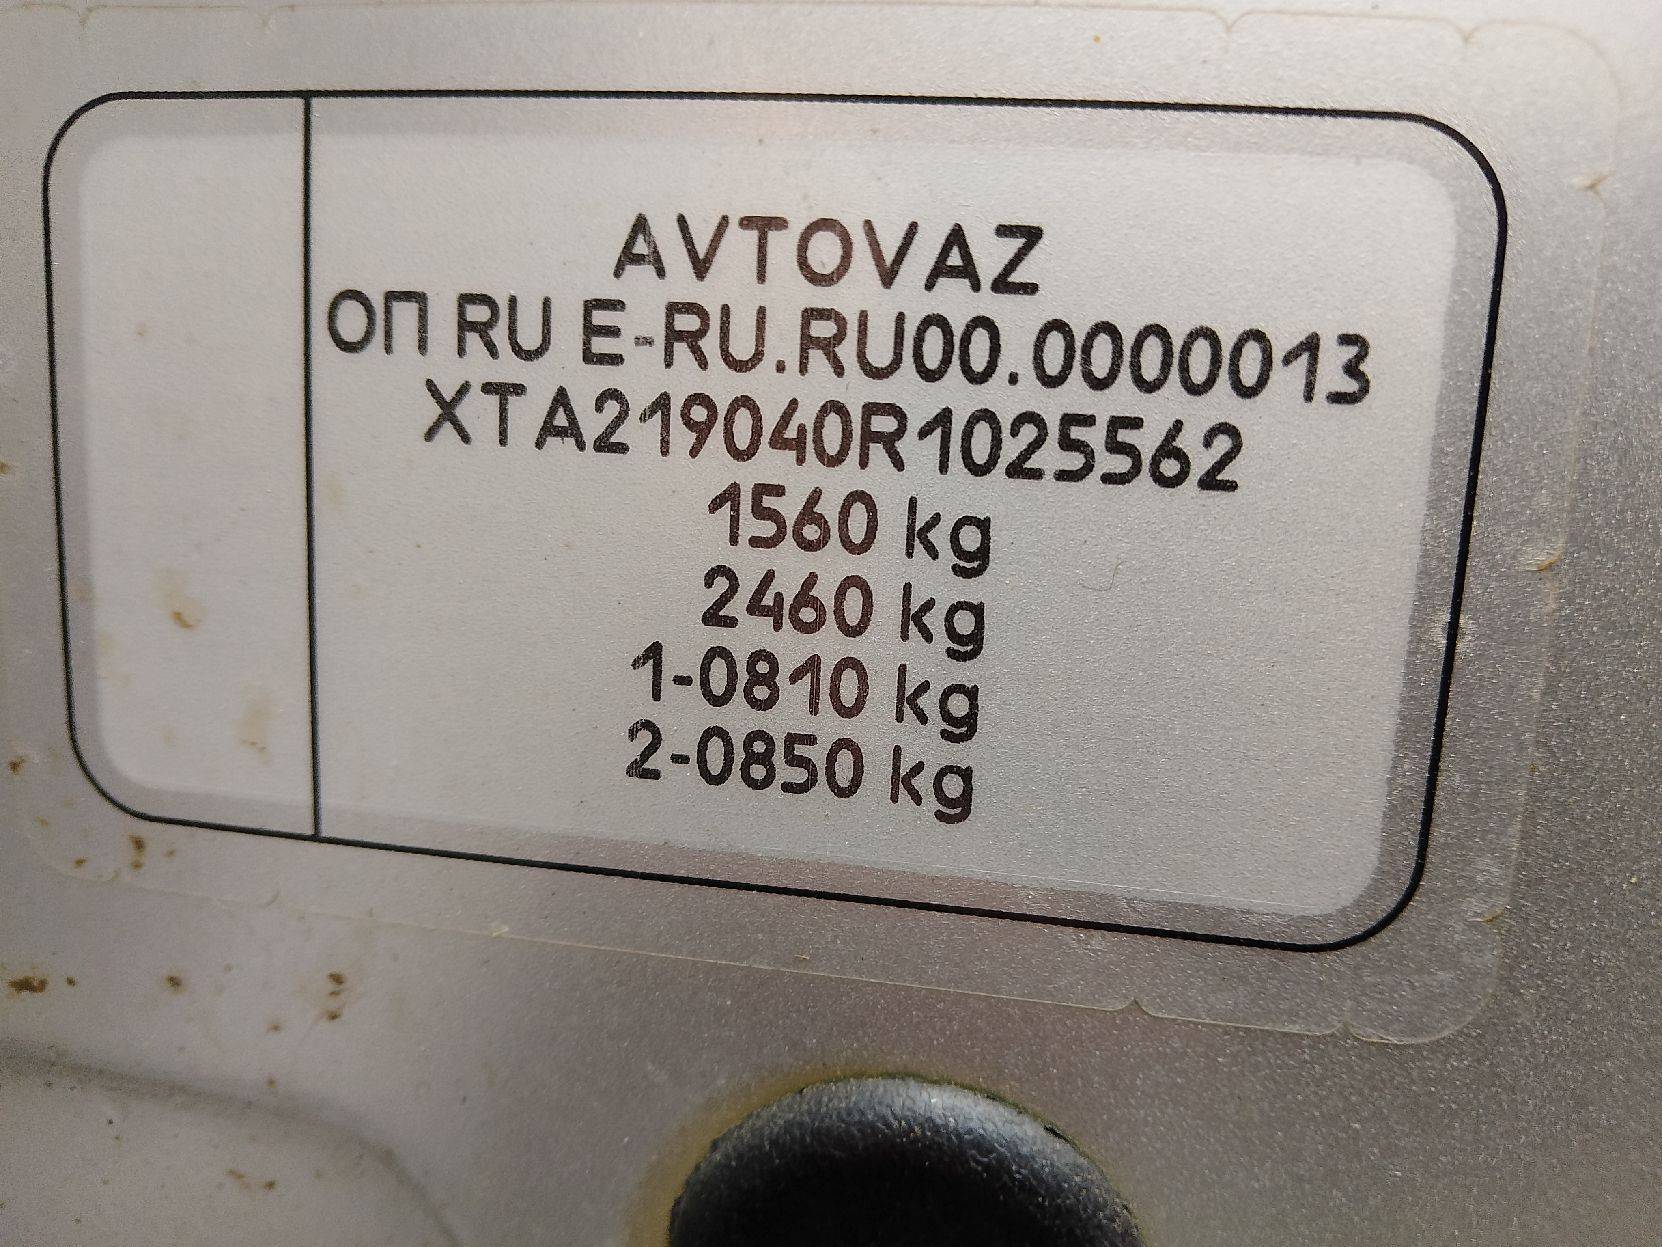 AVTOVAZ
ОП RU E-RU.RU00.0000013
XTA219040R1025562
1560 kg
2460 kg
1-0810 kg
2-0850 kg